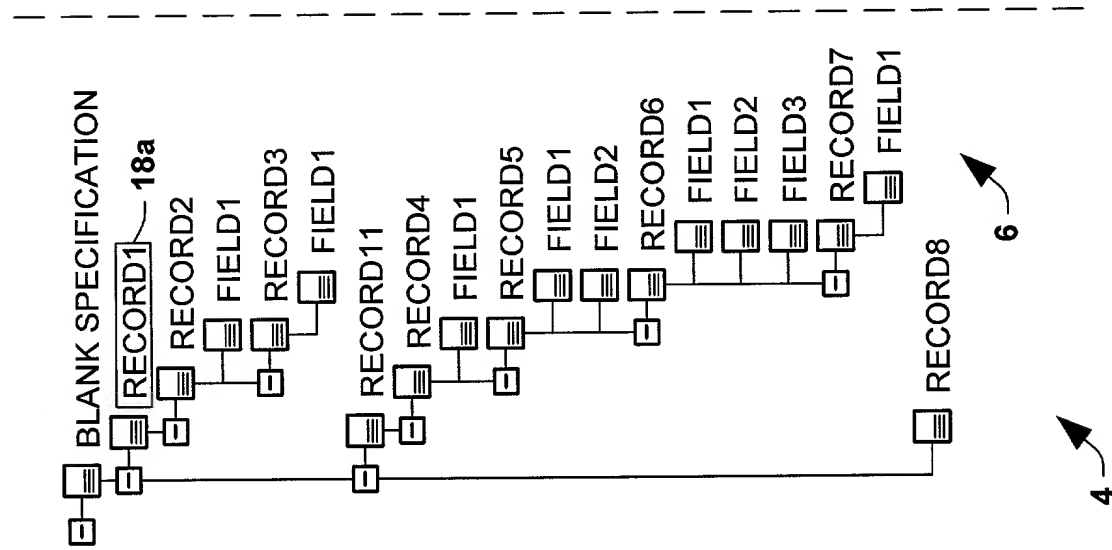 BLANK SPECIFICATION
RECORD1
18a
RECORD2
FIELD1
RECORD3
FIELD1
RECORD11
RECORD4
FIELD1
RECORD5
FIELD1
FIELD2
RECORD6
FIELD1
FIELD2
FIELD3
RECORD7
FIELD1
RECORD8
6
4